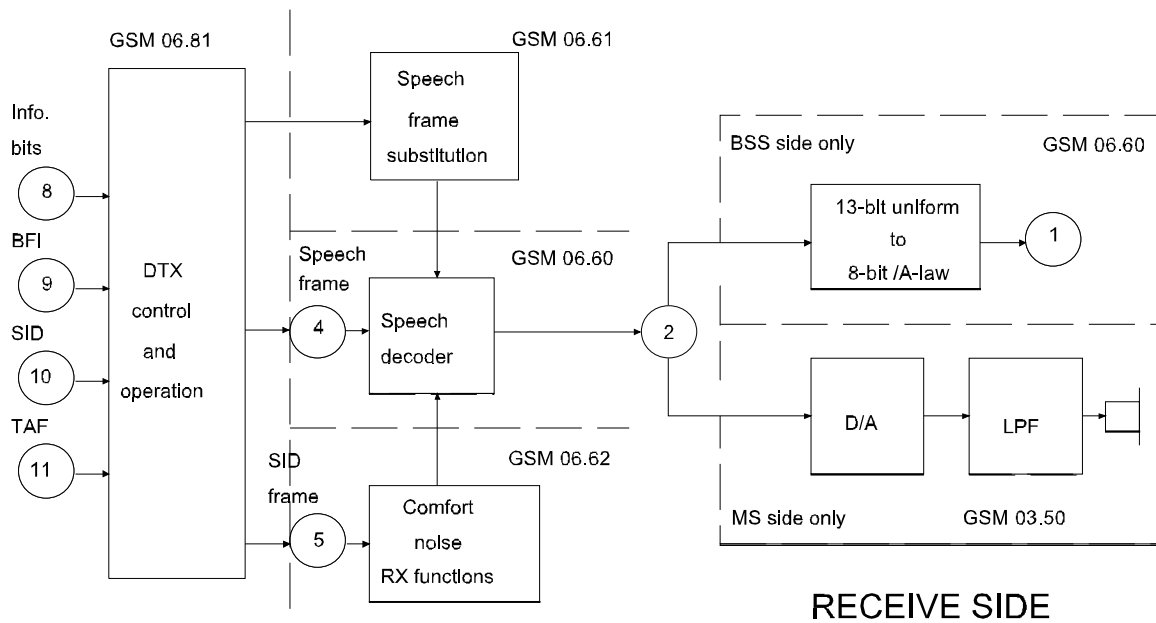 GSM 06.81
GSM 06.61
Speech
frame
substitution
Info.
bits
8
BFI
9
SID
10
TAF
11
DTX
control
and
operation
Speech
frame
4
GSM 06.60
Speech
decoder
SID
frame
5
GSM 06.62
Comfort
noise
RX functions
2
BSS side only
GSM 06.60
13-bit uniform
to
8-bit /A-law
1
D/A
LPF
MS side only
GSM 03.50
RECEIVE SIDE